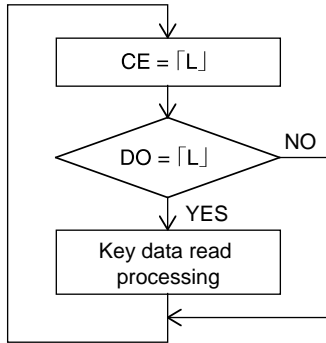 CE =「L」
DO =「L」
NO
YES
Key data read
processing